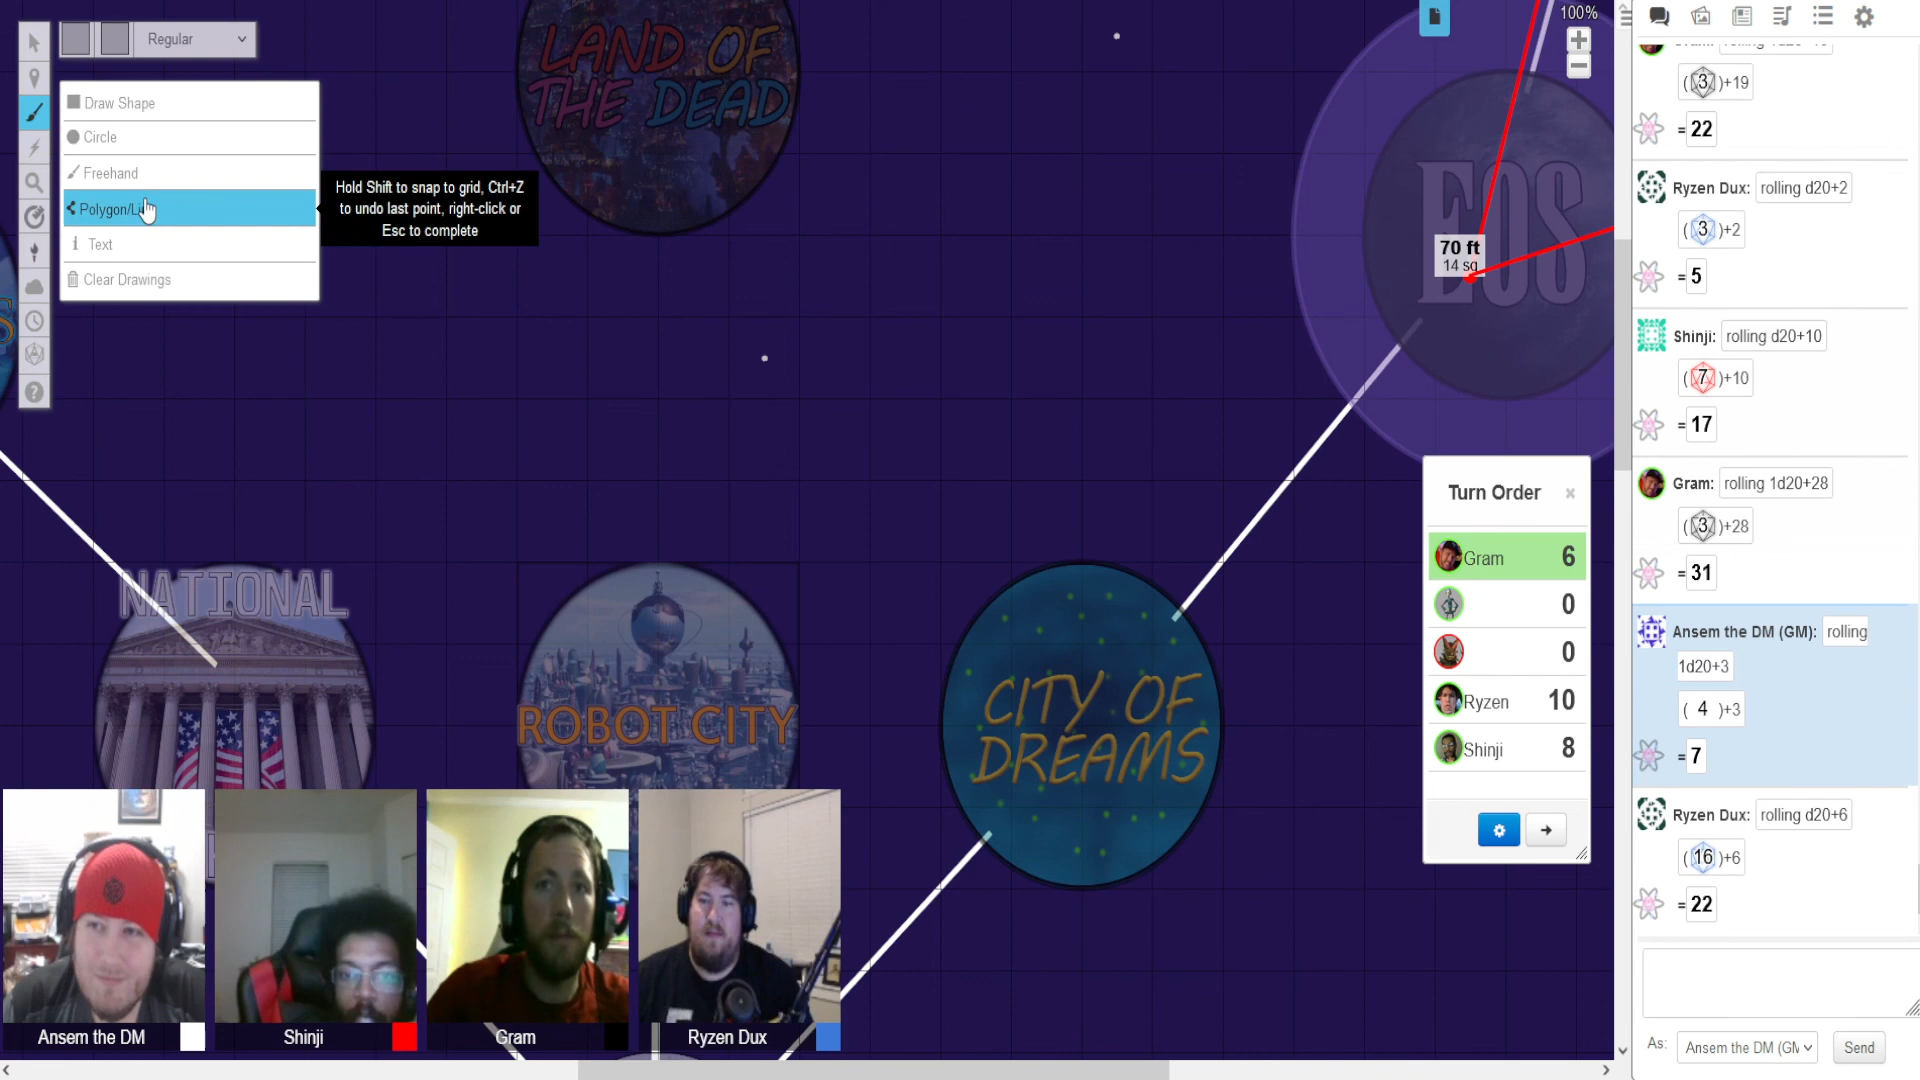 Regular
Draw Shape
Circle
Freehand
Polygon/Li
Text
Clear Drawings
Hold Shift to snap to grid, Ctrl+Z
to undo last point, right-click or
Esc to complete
LAND OF
THE DEAD
100%
EOS
70 ft
14 sq
NATIONAL
ROBOT CITY
CITY OF
DREAMS
Turn Order ×
Gram 6
0
0
Ryzen 10
Shinji 8
Ansem the DM
Shinji
Gram
Ryzen Dux
(3)+19
=22
Ryzen Dux: rolling d20+2
(3)+2
=5
Shinji: rolling d20+10
(7)+10
=17
Gram: rolling 1d20+28
(3)+28
=31
Ansem the DM (GM): rolling
1d20+3
( 4 )+3
=7
Ryzen Dux: rolling d20+6
(16)+6
=22
As: Ansem the DM (GM
Send